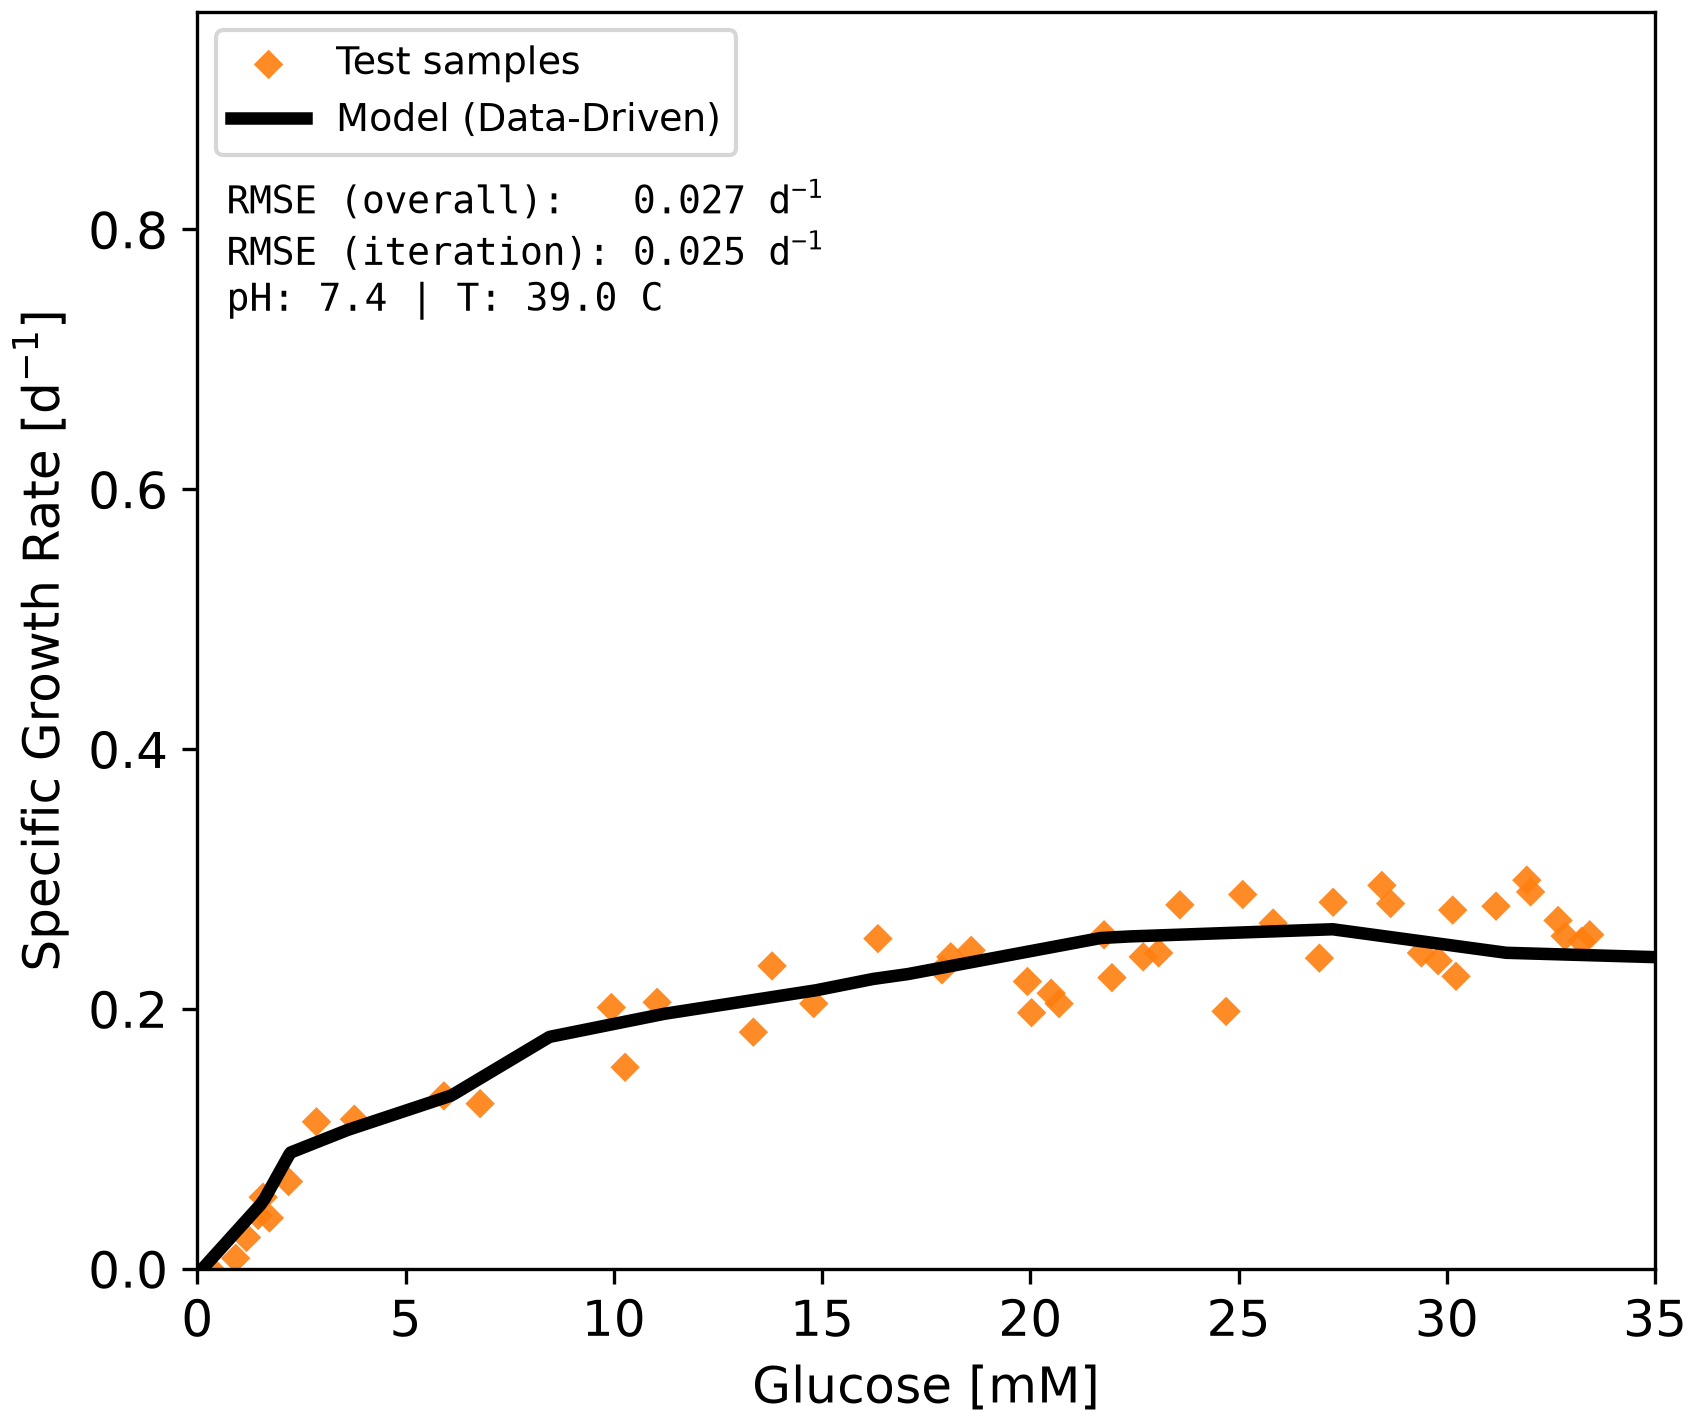 Test samples
Model (Data-Driven)
RMSE (overall):   0.027 d⁻¹
RMSE (iteration): 0.025 d⁻¹
pH: 7.4 | T: 39.0 C
Specific Growth Rate [d⁻¹]
0.8
0.6
0.4
0.2
0.0
0 5 10 15 20 25 30 35
Glucose [mM]